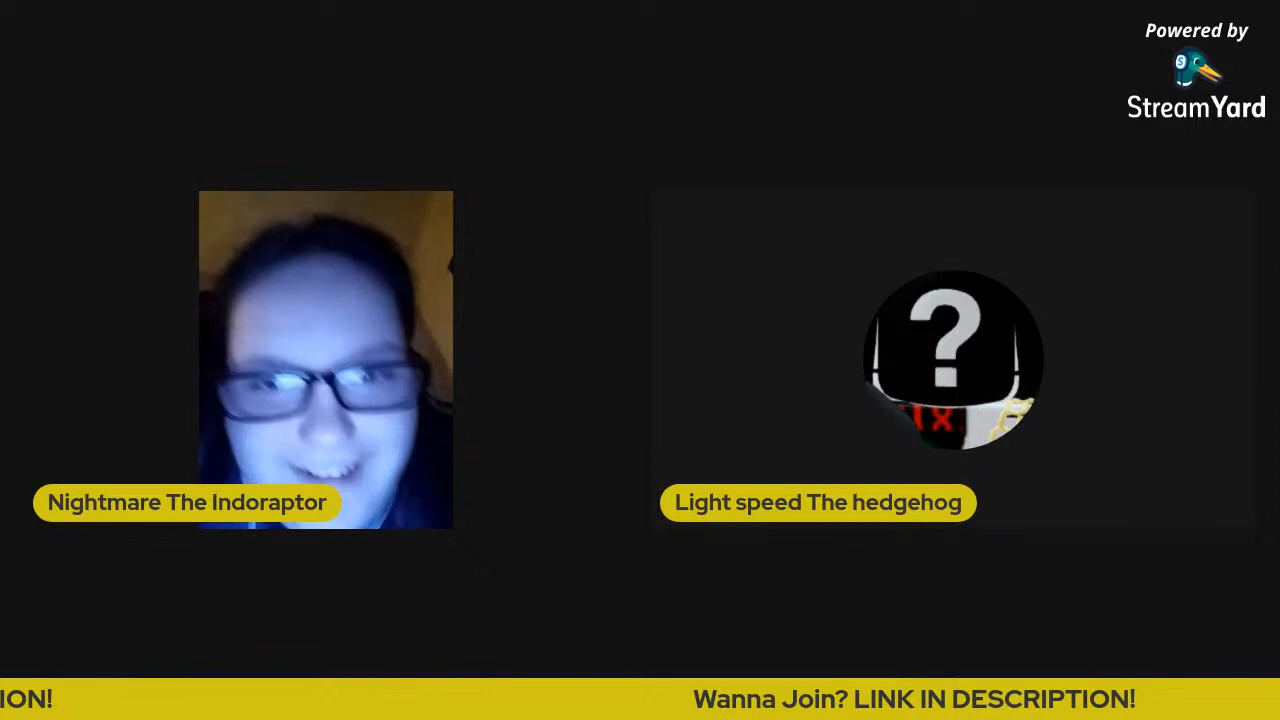 Powered by
StreamYard
?
Nightmare The Indoraptor
Light speed The hedgehog
ION!
Wanna Join? LINK IN DESCRIPTION!